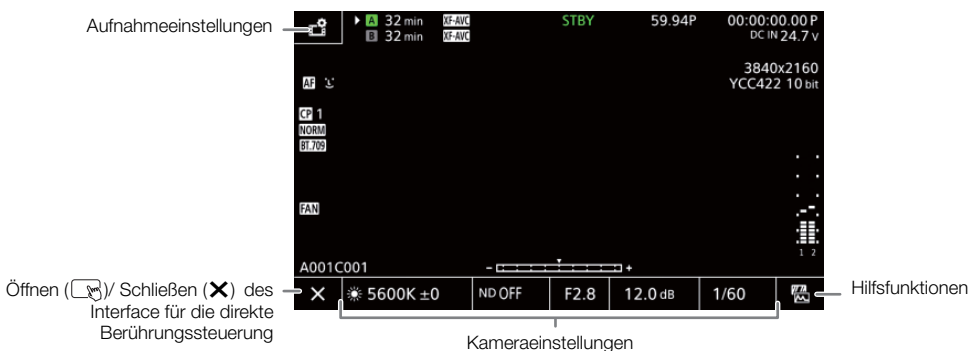 Aufnahmeeinstellungen
A 32 min XF-AVC STBY 59.94P 00:00:00.00 P
B 32 min XF-AVC DC IN 24.7 V
3840x2160
AF YCC422 10 bit
CP 1
NORM
BT.709
FAN
1 2
A001C001 - +
Öffnen ( )/ Schließen (✕) des Interface für die direkte Berührungssteuerung
✕ 5600K ±0 ND OFF F2.8 12.0 dB 1/60
Hilfsfunktionen
Kameraeinstellungen